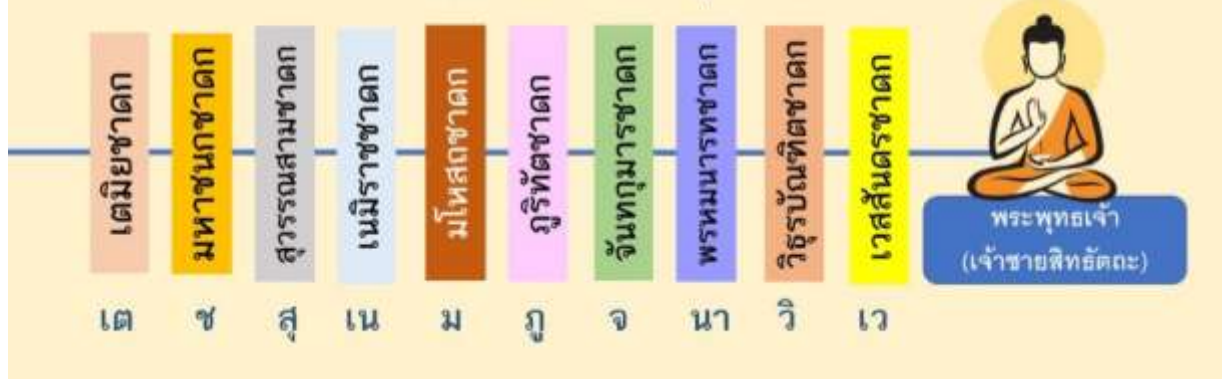 เตมิยชาดก
มหาชนกชาดก
สุวรรณสามชาดก
เนมิราชชาดก
มโหสถชาดก
ภูริทัตชาดก
จันทกุมารชาดก
พรหมนารทชาดก
วิธุรบัณฑิตชาดก
เวสสันดรชาดก
พระพุทธเจ้า
(เจ้าชายสิทธัตถะ)
เต ช สุ เน ม ภู จ นา วิ เว